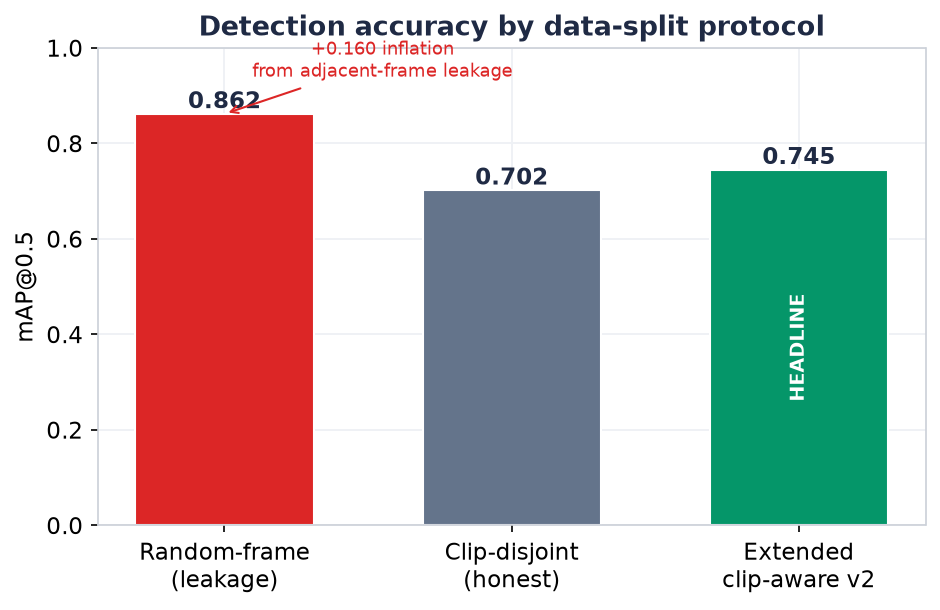 Detection accuracy by data-split protocol
+0.160 inflation
from adjacent-frame leakage
1.0
0.8
0.6
0.4
0.2
0.0
mAP@0.5
0.862
0.702
0.745
HEADLINE
Random-frame
(leakage)
Clip-disjoint
(honest)
Extended
clip-aware v2